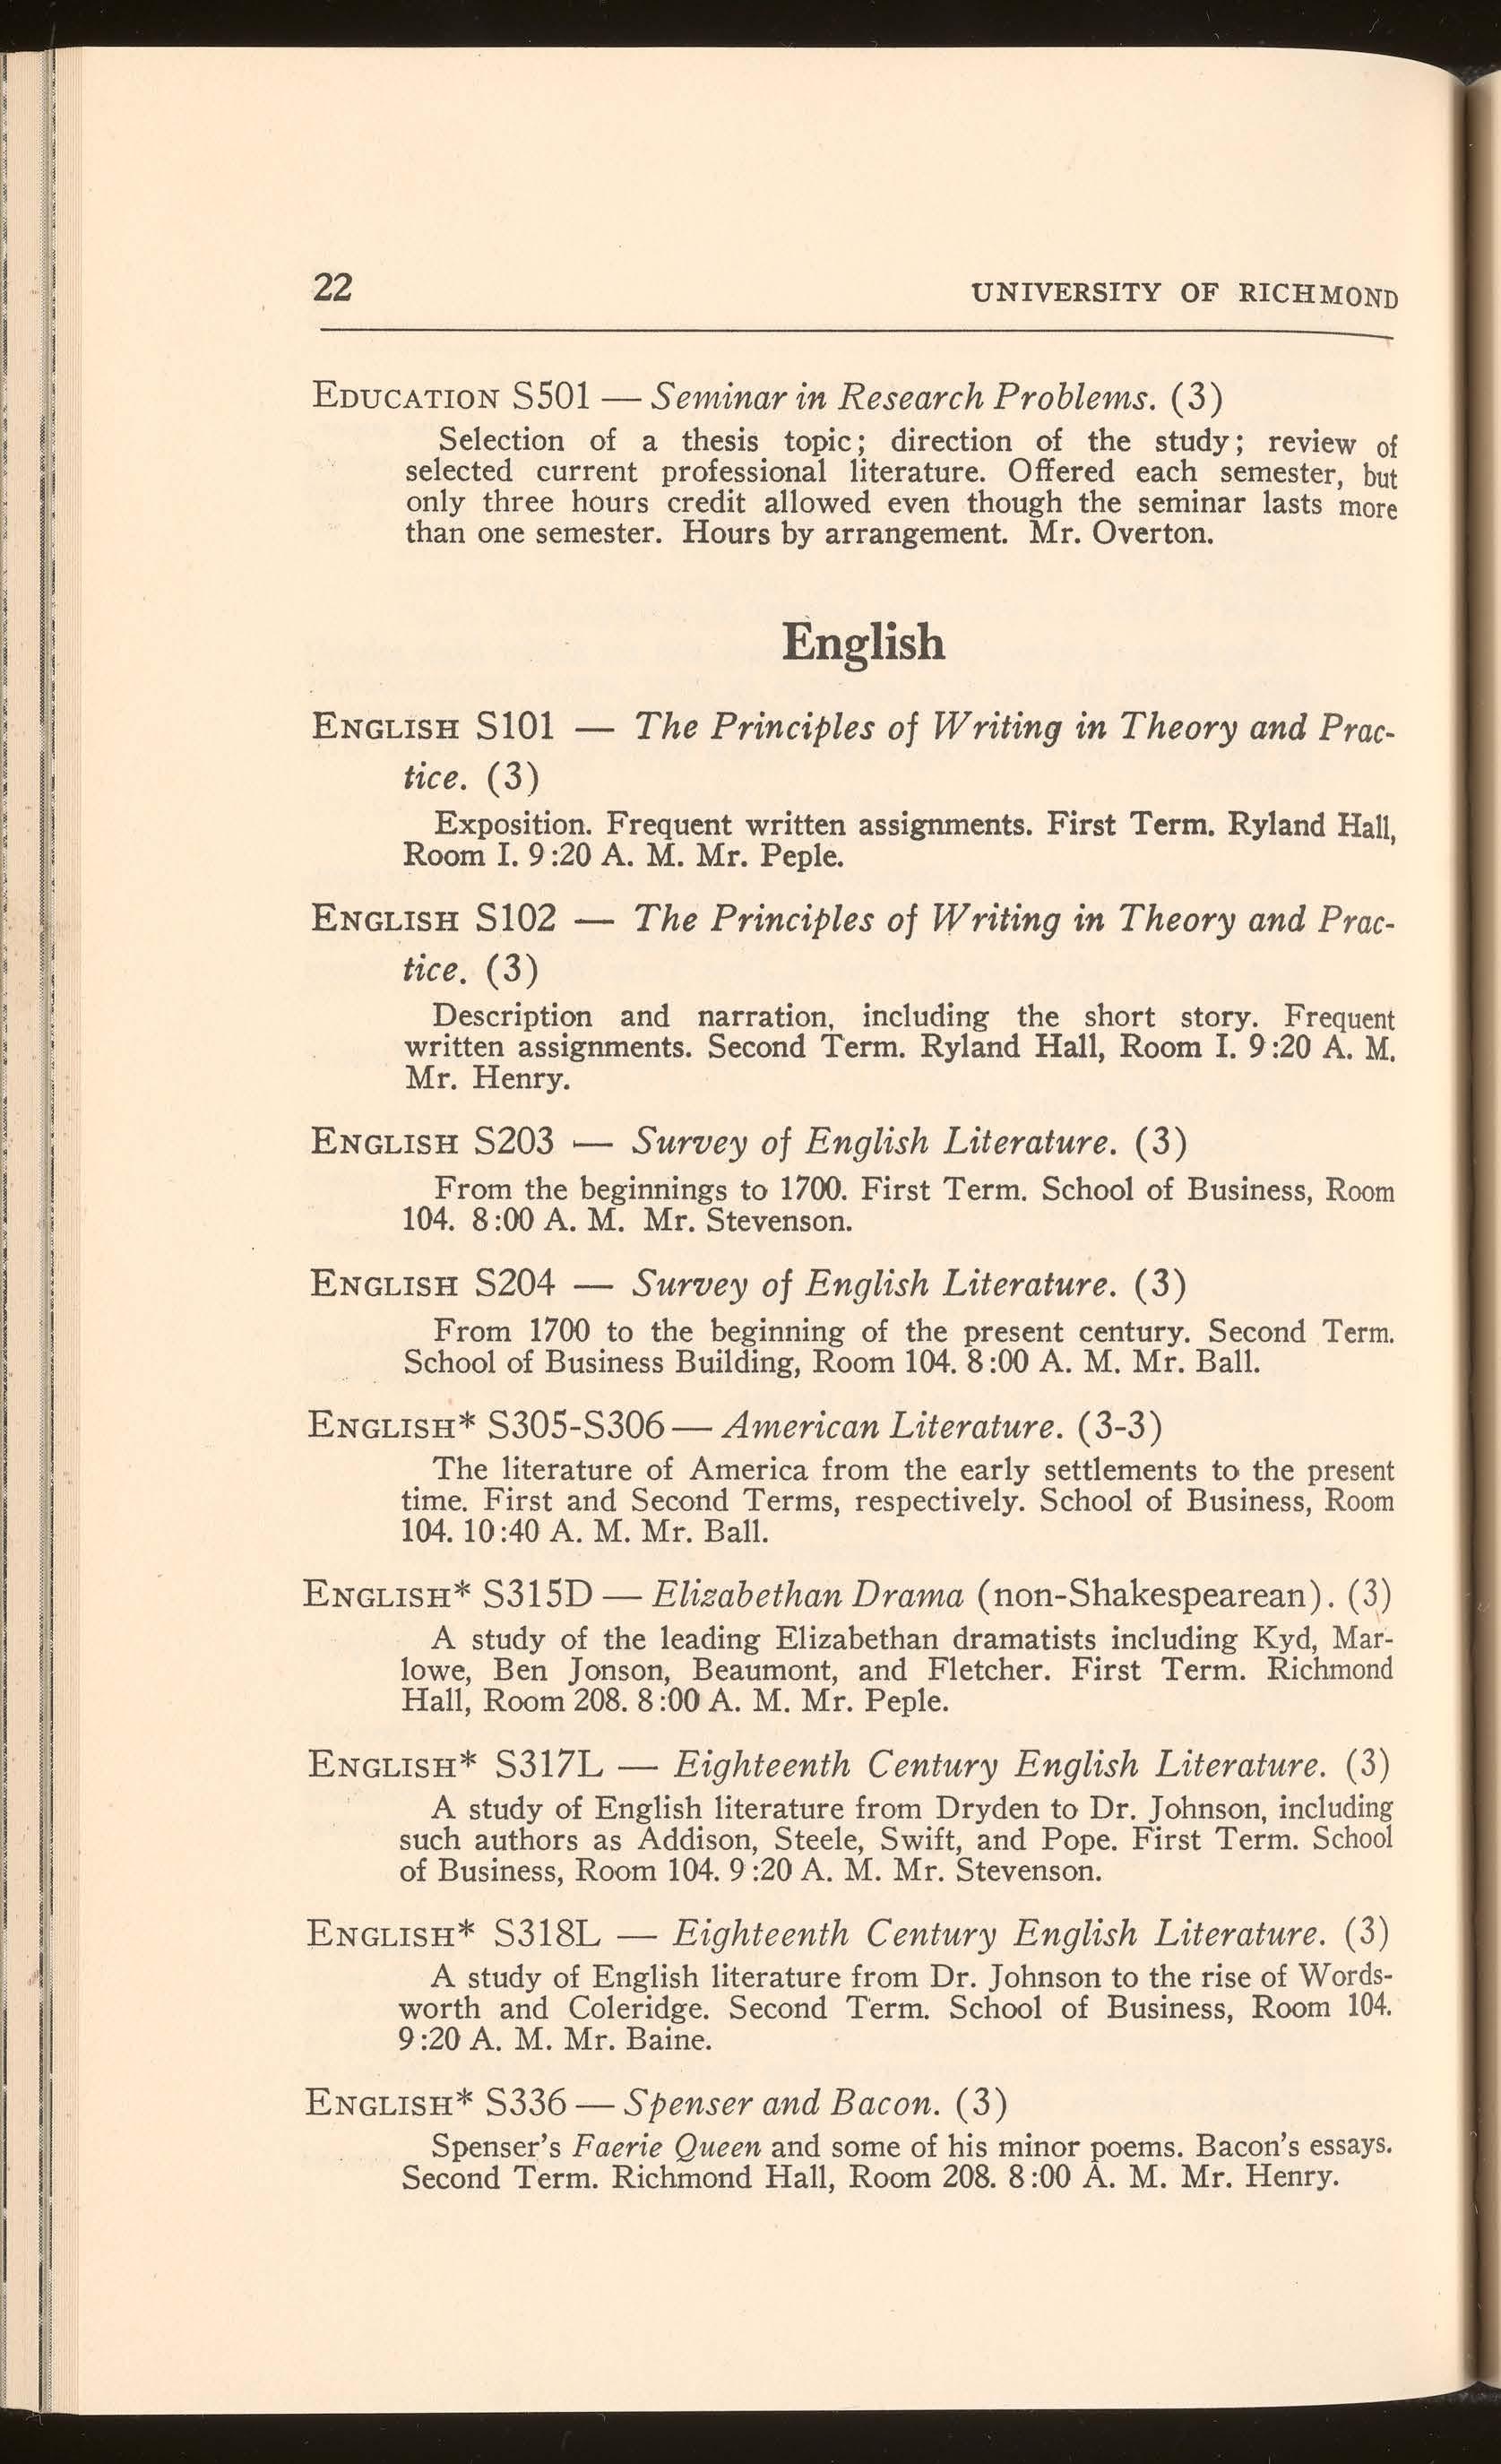 22 UNIVERSITY OF RICHMOND
EDUCATION S501 — Seminar in Research Problems. (3)
Selection of a thesis topic; direction of the study; review of
selected current professional literature. Offered each semester, but
only three hours credit allowed even though the seminar lasts more
than one semester. Hours by arrangement. Mr. Overton.
English
ENGLISH S101 — The Principles of Writing in Theory and Prac-
tice. (3)
Exposition. Frequent written assignments. First Term. Ryland Hall,
Room I. 9:20 A. M. Mr. Peple.
ENGLISH S102 — The Principles of Writing in Theory and Prac-
tice. (3)
Description and narration, including the short story. Frequent
written assignments. Second Term. Ryland Hall, Room I. 9:20 A. M.
Mr. Henry.
ENGLISH S203 — Survey of English Literature. (3)
From the beginnings to 1700. First Term. School of Business, Room
104. 8:00 A. M. Mr. Stevenson.
ENGLISH S204 — Survey of English Literature. (3)
From 1700 to the beginning of the present century. Second Term.
School of Business Building, Room 104. 8:00 A. M. Mr. Ball.
ENGLISH* S305-S306 — American Literature. (3-3)
The literature of America from the early settlements to the present
time. First and Second Terms, respectively. School of Business, Room
104. 10:40 A. M. Mr. Ball.
ENGLISH* S315D — Elizabethan Drama (non-Shakespearean). (3)
A study of the leading Elizabethan dramatists including Kyd, Mar-
lowe, Ben Jonson, Beaumont, and Fletcher. First Term. Richmond
Hall, Room 208. 8:00 A. M. Mr. Peple.
ENGLISH* S317L — Eighteenth Century English Literature. (3)
A study of English literature from Dryden to Dr. Johnson, including
such authors as Addison, Steele, Swift, and Pope. First Term. School
of Business, Room 104. 9:20 A. M. Mr. Stevenson.
ENGLISH* S318L — Eighteenth Century English Literature. (3)
A study of English literature from Dr. Johnson to the rise of Words-
worth and Coleridge. Second Term. School of Business, Room 104.
9:20 A. M. Mr. Baine.
ENGLISH* S336 — Spenser and Bacon. (3)
Spenser's Faerie Queen and some of his minor poems. Bacon's essays.
Second Term. Richmond Hall, Room 208. 8:00 A. M. Mr. Henry.